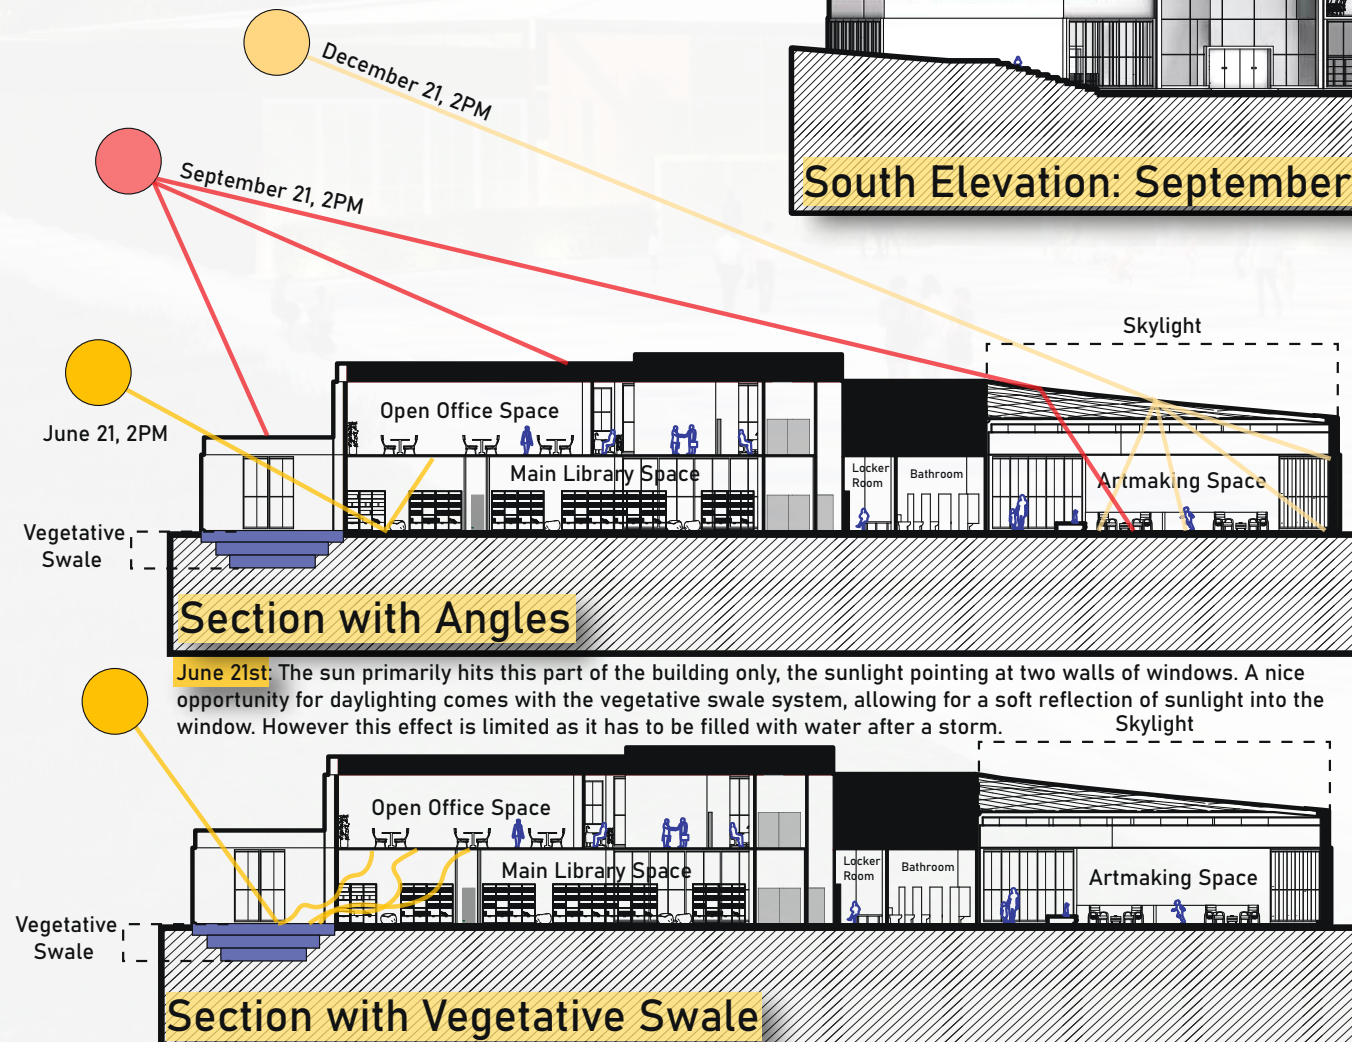 December 21, 2PM
September 21, 2PM
South Elevation: September
Skylight
June 21, 2PM
Open Office Space
Main Library Space
Locker
Room
Bathroom
Artmaking Space
Vegetative
Swale
Section with Angles
June 21st: The sun primarily hits this part of the building only, the sunlight pointing at two walls of windows. A nice
opportunity for daylighting comes with the vegetative swale system, allowing for a soft reflection of sunlight into the
window. However this effect is limited as it has to be filled with water after a storm.
Skylight
Open Office Space
Main Library Space
Locker
Room
Bathroom
Artmaking Space
Vegetative
Swale
Section with Vegetative Swale